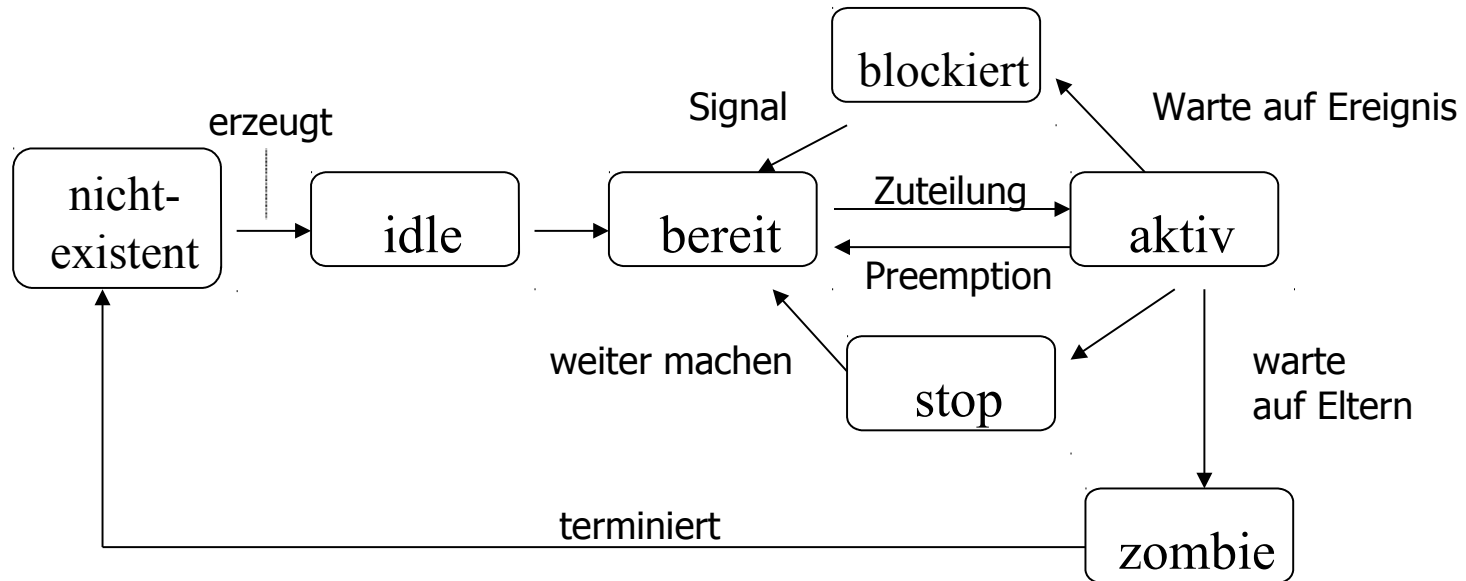 blockiert
Signal
Warte auf Ereignis
erzeugt
nicht-
existent
idle
bereit
Zuteilung
aktiv
Preemption
weiter machen
stop
warte
auf Eltern
terminiert
zombie